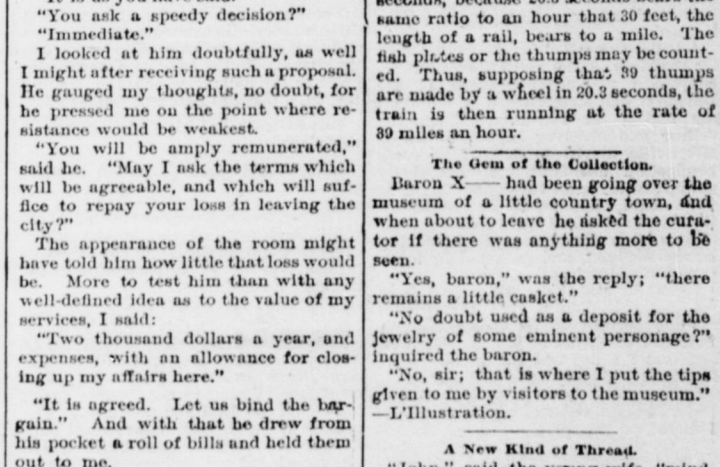 "You ask a speedy decision?"
"Immediate."
I looked at him doubtfully, as well
I might after receiving such a proposal.
He gauged my thoughts, no doubt, for
he pressed me on the point where re-
sistance would be weakest.
"You will be amply remunerated,"
said he. "May I ask the terms which
will be agreeable, and which will suf-
fice to repay your loss in leaving the
city?"
The appearance of the room might
have told him how little that loss would
be. More to test him than with any
well-defined idea as to the value of my
services, I said:
"Two thousand dollars a year, and
expenses, with an allowance for clos-
ing up my affairs here."
"It is agreed. Let us bind the bar-
gain." And with that he drew from
his pocket a roll of bills and held them
out to me.
same ratio to an hour that 30 feet, the
length of a rail, bears to a mile. The
fish plates or the thumps may be count-
ed. Thus, supposing that 39 thumps
are made by a wheel in 20.3 seconds, the
train is then running at the rate of
39 miles an hour.
The Gem of the Collection.
Baron X—— had been going over the
museum of a little country town, and
when about to leave he asked the cura-
tor if there was anything more to be
seen.
"Yes, baron," was the reply; "there
remains a little casket."
"No doubt used as a deposit for the
jewelry of some eminent personage?"
inquired the baron.
"No, sir; that is where I put the tips
given to me by visitors to the museum."
—L'Illustration.
A New Kind of Thread.